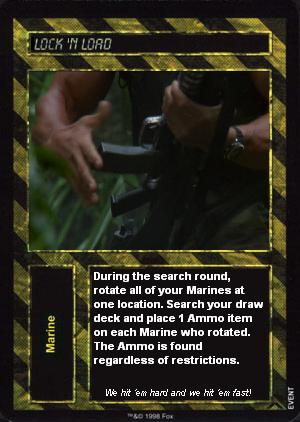 LOCK 'N LOAD
During the search round,
rotate all of your Marines at
one location. Search your draw
deck and place 1 Ammo item
on each Marine who rotated.
The Ammo is found
regardless of restrictions.
Marine
We hit 'em hard and we hit 'em fast!
™&© 1998 Fox
EVENT